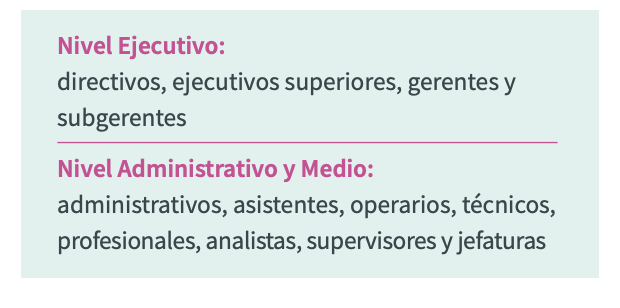 Nivel Ejecutivo:
directivos, ejecutivos superiores, gerentes y
subgerentes
Nivel Administrativo y Medio:
administrativos, asistentes, operarios, técnicos,
profesionales, analistas, supervisores y jefaturas